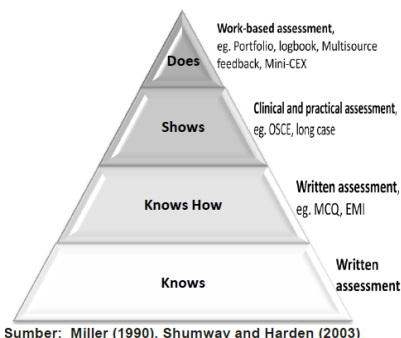 Work-based assessment,
eg. Portfolio, logbook, Multisource
feedback, Mini-CEX
Does
Clinical and practical assessment,
eg. OSCE, long case
Shows
Written assessment,
eg. MCQ, EMI
Knows How
Written
assessment
Knows
Sumber: Miller (1990), Shumway and Harden (2003)